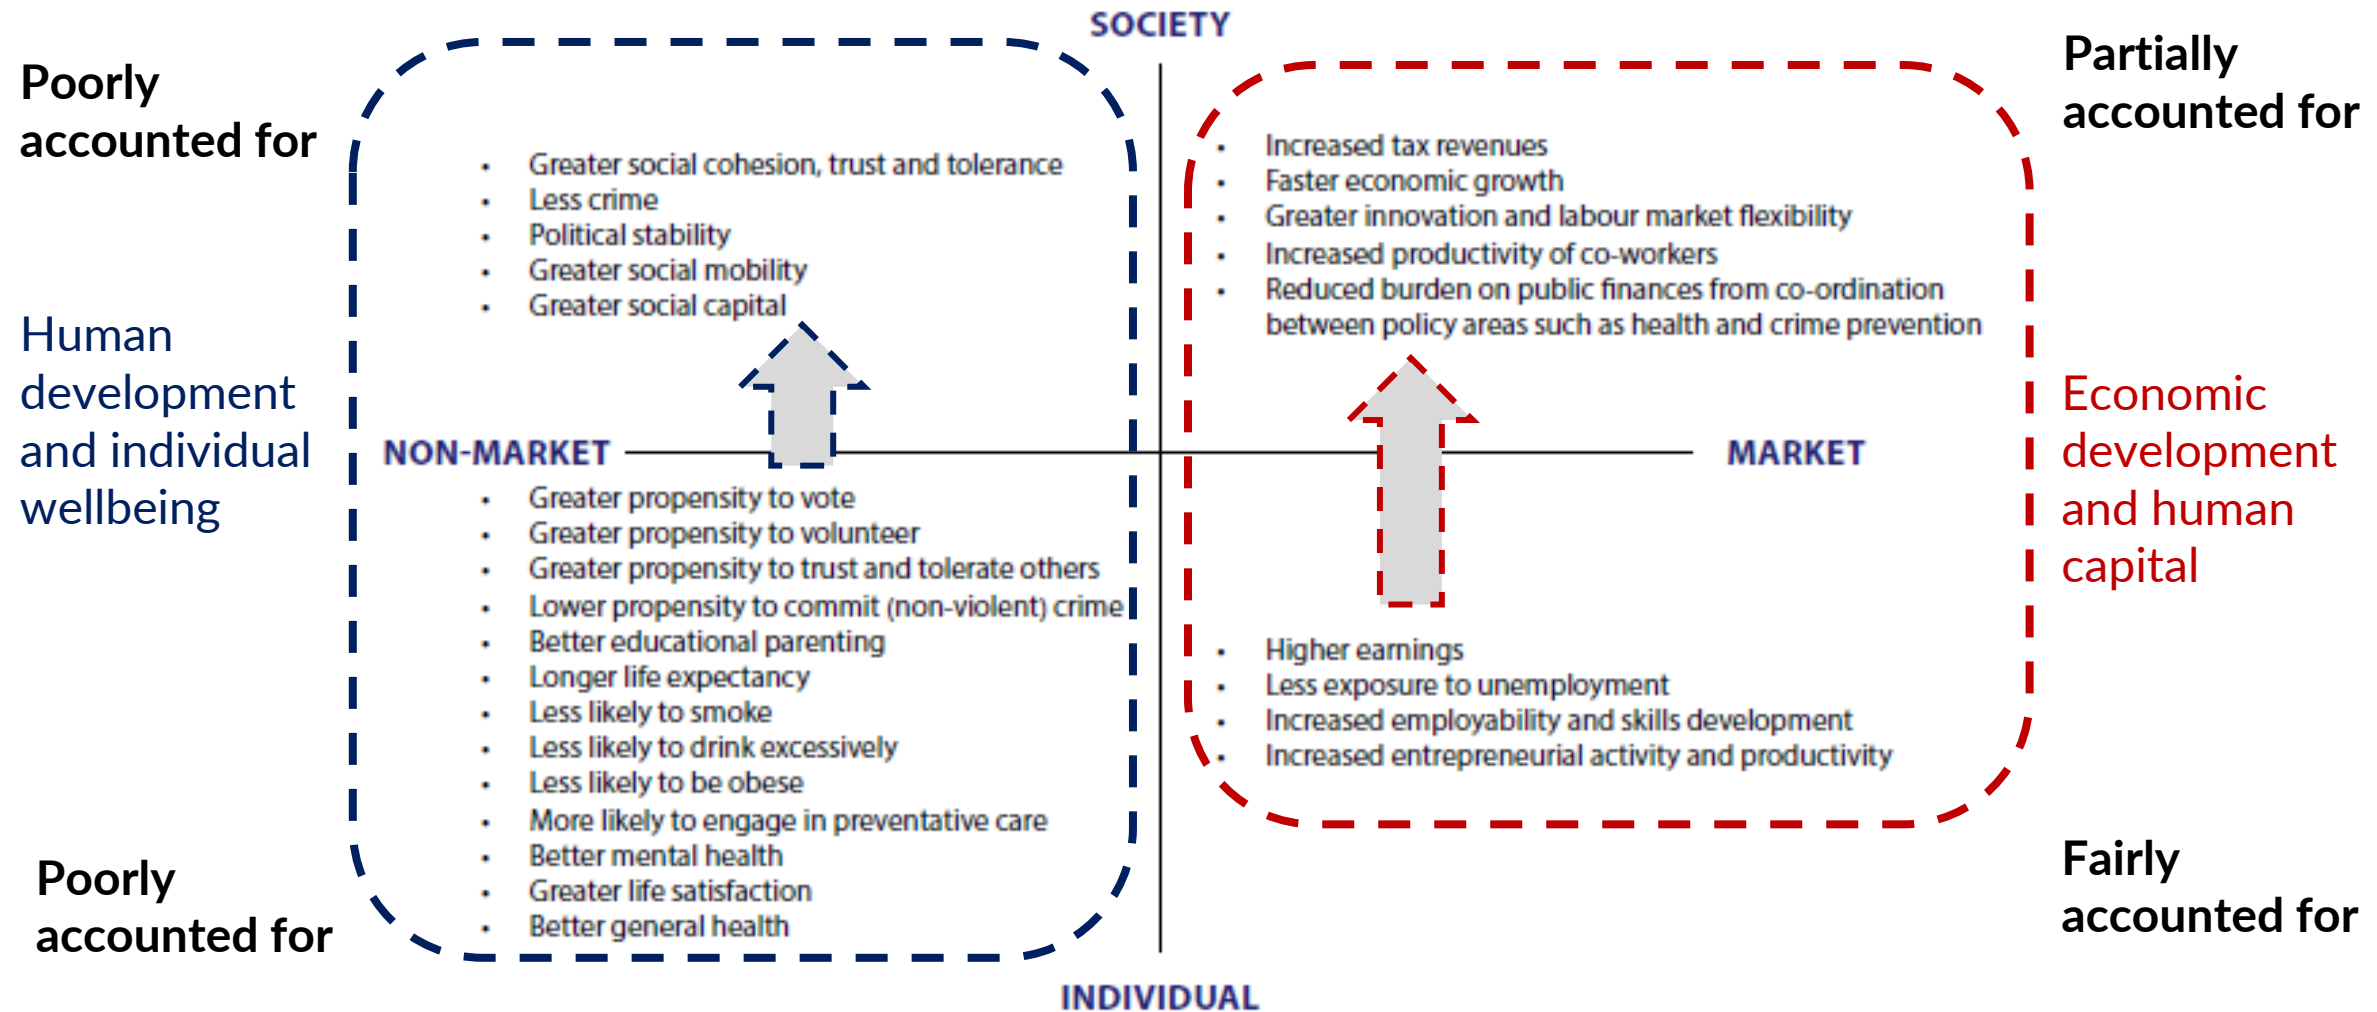 SOCIETY
Poorly
accounted for
Partially
accounted for
• Greater social cohesion, trust and tolerance
• Less crime
• Political stability
• Greater social mobility
• Greater social capital
• Increased tax revenues
• Faster economic growth
• Greater innovation and labour market flexibility
• Increased productivity of co-workers
• Reduced burden on public finances from co-ordination
between policy areas such as health and crime prevention
Human
development
and individual
wellbeing
NON-MARKET
MARKET
Economic
development
and human
capital
• Greater propensity to vote
• Greater propensity to volunteer
• Greater propensity to trust and tolerate others
• Lower propensity to commit (non-violent) crime
• Better educational parenting
• Longer life expectancy
• Less likely to smoke
• Less likely to drink excessively
• Less likely to be obese
• More likely to engage in preventative care
• Better mental health
• Greater life satisfaction
• Better general health
• Higher earnings
• Less exposure to unemployment
• Increased employability and skills development
• Increased entrepreneurial activity and productivity
Poorly
accounted for
Fairly
accounted for
INDIVIDUAL